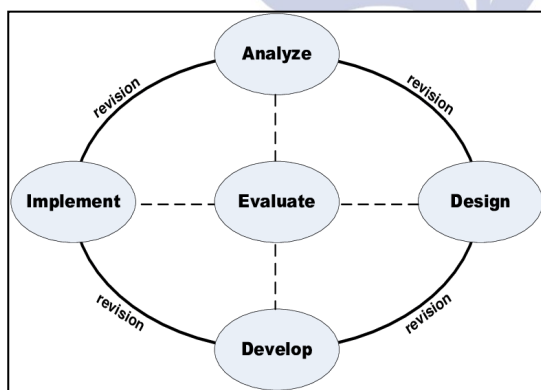 Analyze
revision
revision
Implement
Evaluate
Design
revision
revision
Develop